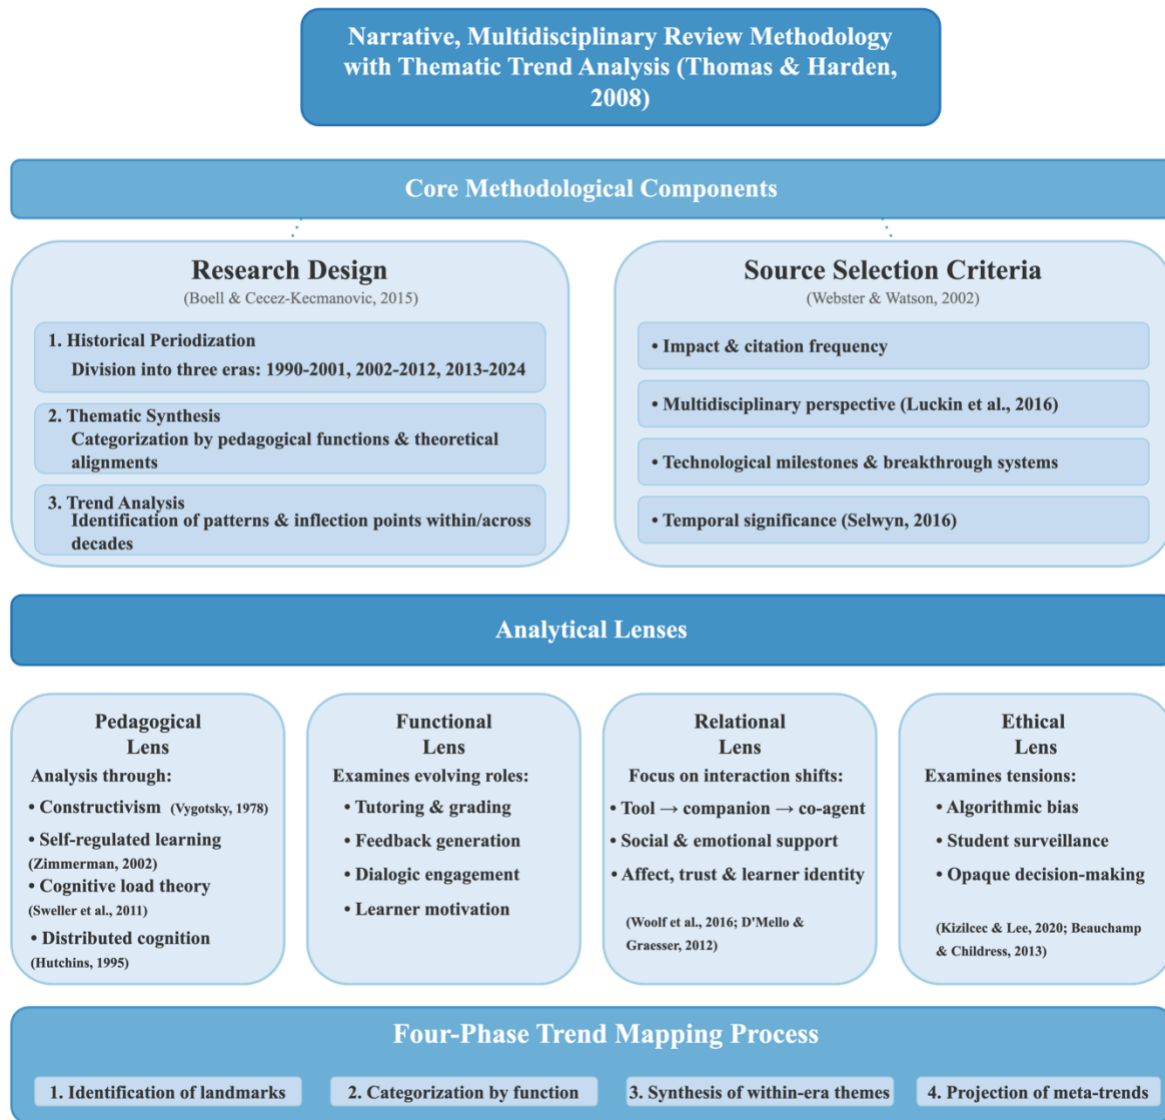 Narrative, Multidisciplinary Review Methodology
with Thematic Trend Analysis (Thomas & Harden,
2008)
Core Methodological Components
Research Design
(Boell & Cecez-Kecmanovic, 2015)
1. Historical Periodization
Division into three eras: 1990-2001, 2002-2012, 2013-2024
2. Thematic Synthesis
Categorization by pedagogical functions & theoretical
alignments
3. Trend Analysis
Identification of patterns & inflection points within/across
decades
Source Selection Criteria
(Webster & Watson, 2002)
• Impact & citation frequency
• Multidisciplinary perspective (Luckin et al., 2016)
• Technological milestones & breakthrough systems
• Temporal significance (Selwyn, 2016)
Analytical Lenses
Pedagogical
Lens
Analysis through:
• Constructivism (Vygotsky, 1978)
• Self-regulated learning
(Zimmerman, 2002)
• Cognitive load theory
(Sweller et al., 2011)
• Distributed cognition
(Hutchins, 1995)
Functional
Lens
Examines evolving roles:
• Tutoring & grading
• Feedback generation
• Dialogic engagement
• Learner motivation
Relational
Lens
Focus on interaction shifts:
• Tool → companion → co-agent
• Social & emotional support
• Affect, trust & learner identity
(Woolf et al., 2016; D'Mello &
Graesser, 2012)
Ethical
Lens
Examines tensions:
• Algorithmic bias
• Student surveillance
• Opaque decision-making
(Kizilcec & Lee, 2020; Beauchamp
& Childress, 2013)
Four-Phase Trend Mapping Process
1. Identification of landmarks
2. Categorization by function
3. Synthesis of within-era themes
4. Projection of meta-trends